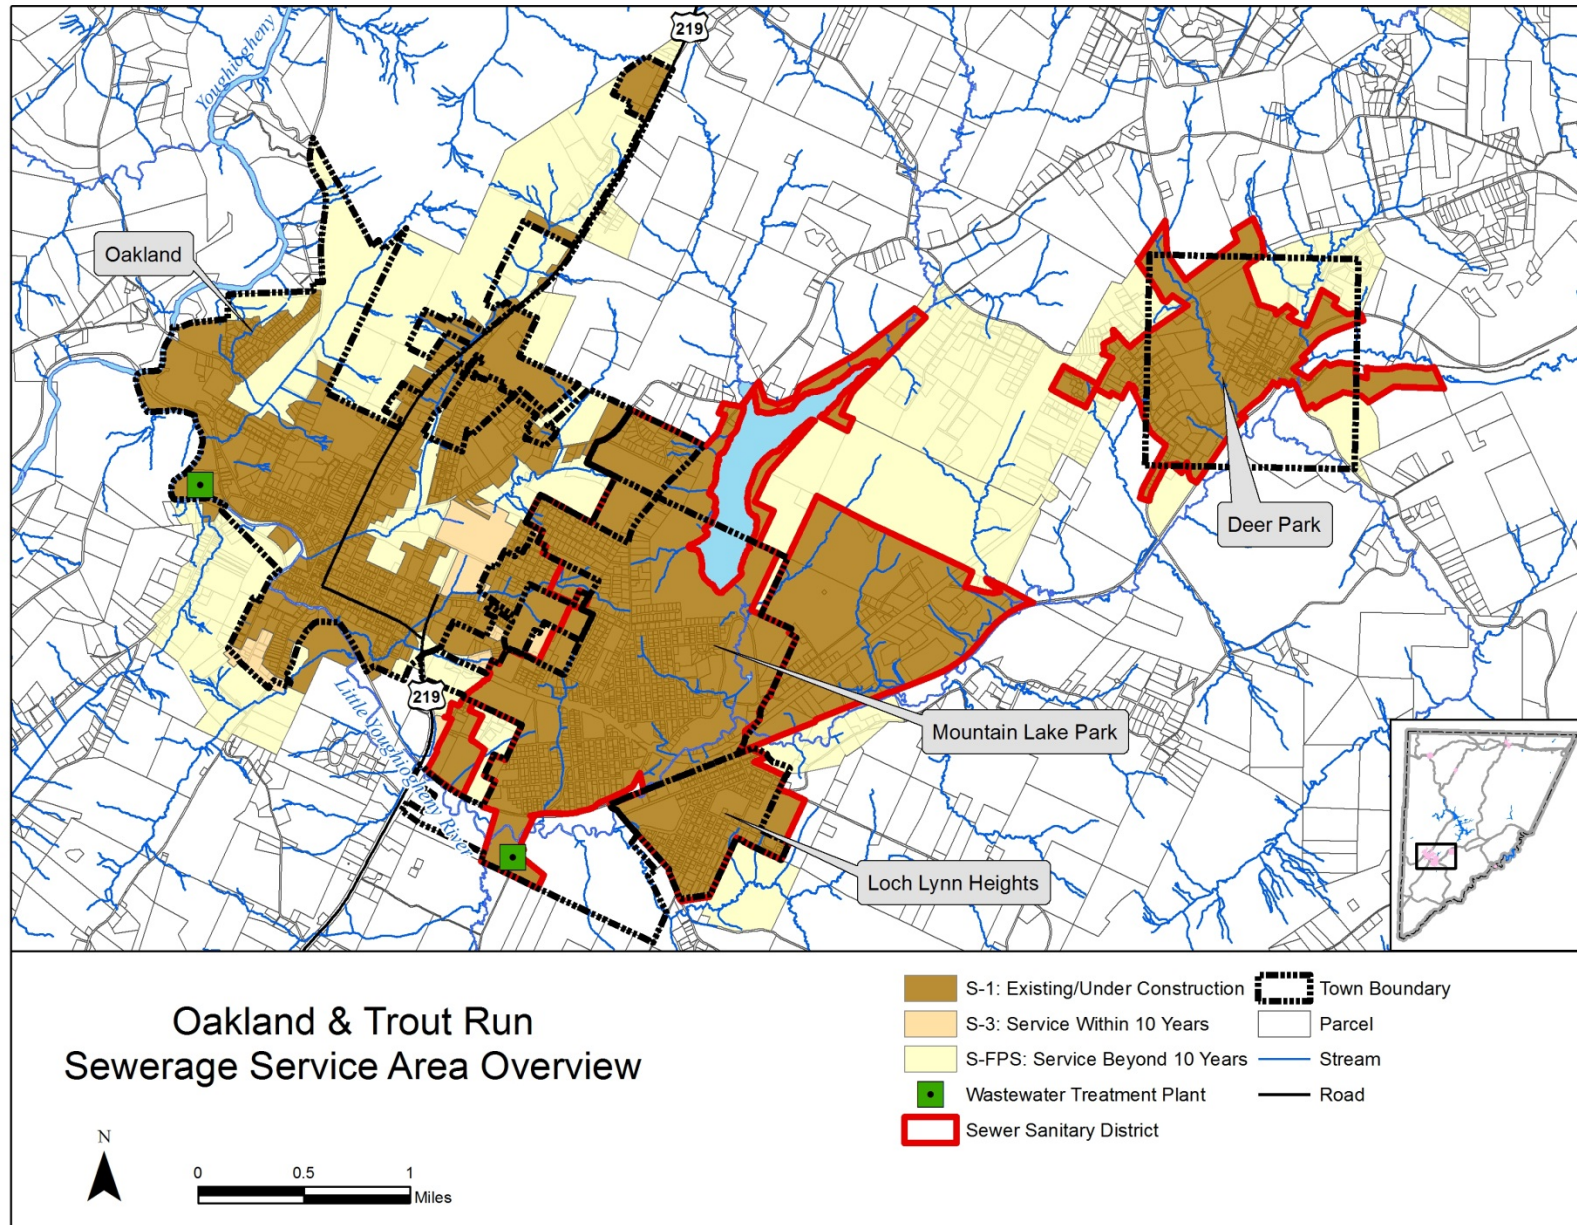 219
Youghiogheny
Oakland
Deer Park
219
Little Youghiogheny River
Mountain Lake Park
Loch Lynn Heights
Oakland & Trout Run
Sewerage Service Area Overview
N
0 0.5 1
Miles
S-1: Existing/Under Construction
S-3: Service Within 10 Years
S-FPS: Service Beyond 10 Years
Wastewater Treatment Plant
Sewer Sanitary District
Town Boundary
Parcel
Stream
Road